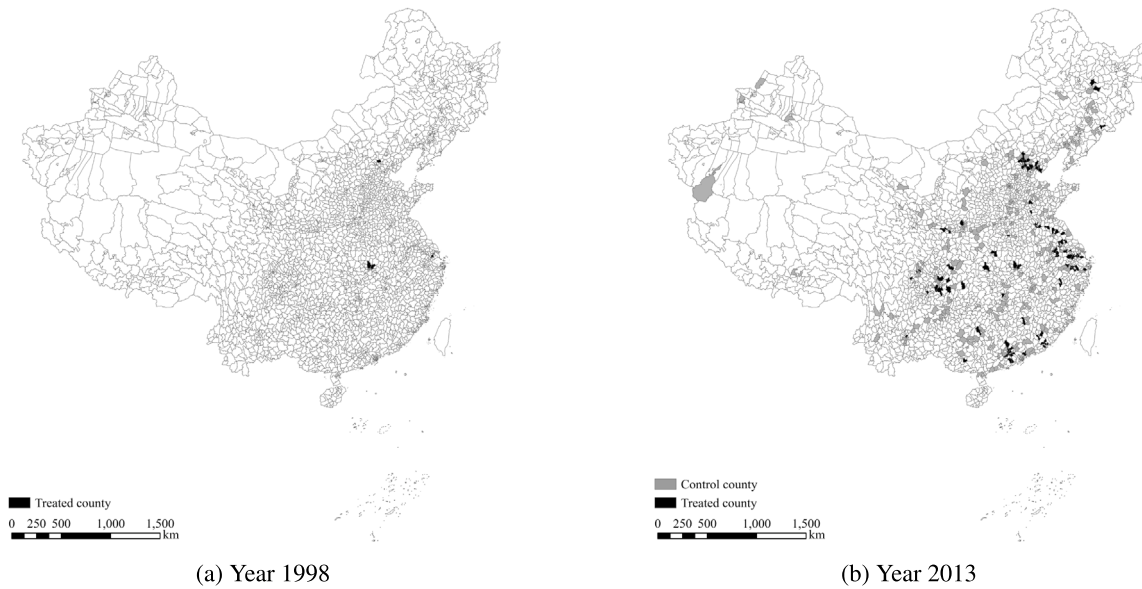 Treated county
0 250 500 1,000 1,500
km
(a) Year 1998
Control county
Treated county
0 250 500 1,000 1,500
km
(b) Year 2013